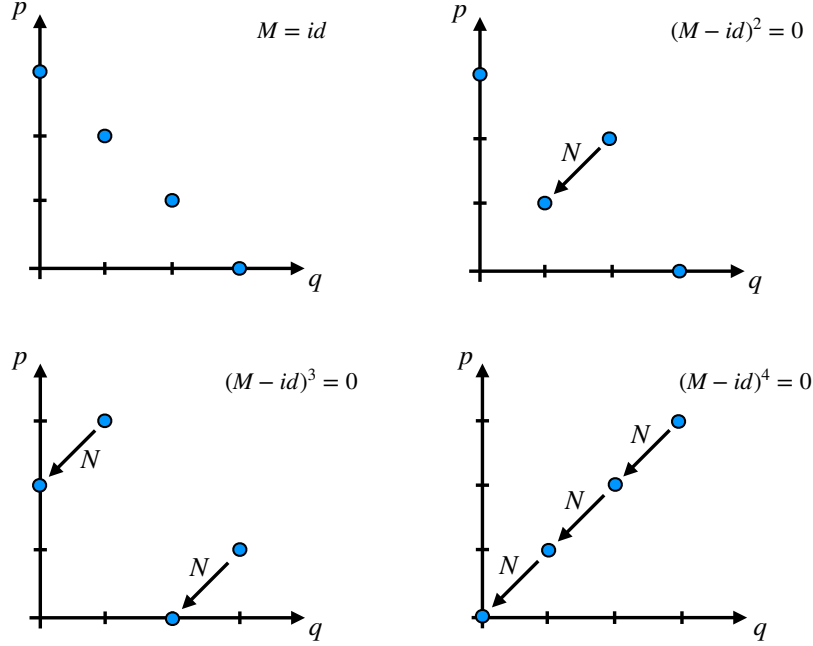 p
M = id
q
p
(M − id)² = 0
N
q
p
(M − id)³ = 0
N
N
q
p
(M − id)⁴ = 0
N
N
N
q